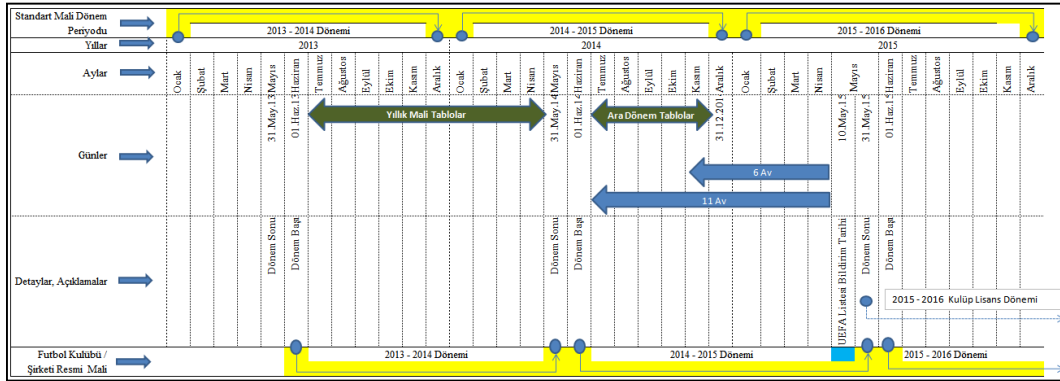 Standart Mali Dönem
Periyodu
2013 - 2014 Dönemi
2014 - 2015 Dönemi
2015 - 2016 Dönemi
Yıllar
2013
2014
2015
Aylar
Ocak
Şubat
Mart
Nisan
Mayıs
Haziran
Temmuz
Ağustos
Eylül
Ekim
Kasım
Aralık
Ocak
Şubat
Mart
Nisan
Mayıs
Haziran
Temmuz
Ağustos
Eylül
Ekim
Kasım
Aralık
Ocak
Şubat
Mart
Nisan
Mayıs
Haziran
Temmuz
Ağustos
Eylül
Ekim
Kasım
Aralık
Günler
31.May.13
01.Haz.13
Yıllık Mali Tablolar
31.May.14
01.Haz.14
Ara Dönem Tablolar
31.12.201
10.May.15
31.May.15
01.Haz.15
6 Ay
11 Ay
Detaylar, Açıklamalar
Dönem Sonu
Dönem Başı
Dönem Sonu
Dönem Başı
UEFA Listesi Bildirim Tarihi
Dönem Sonu
Dönem Başı
2015 - 2016 Kulüp Lisans Dönemi
Futbol Kulübü /
Şirketi Resmi Mali
2013 - 2014 Dönemi
2014 - 2015 Dönemi
2015 - 2016 Dönemi